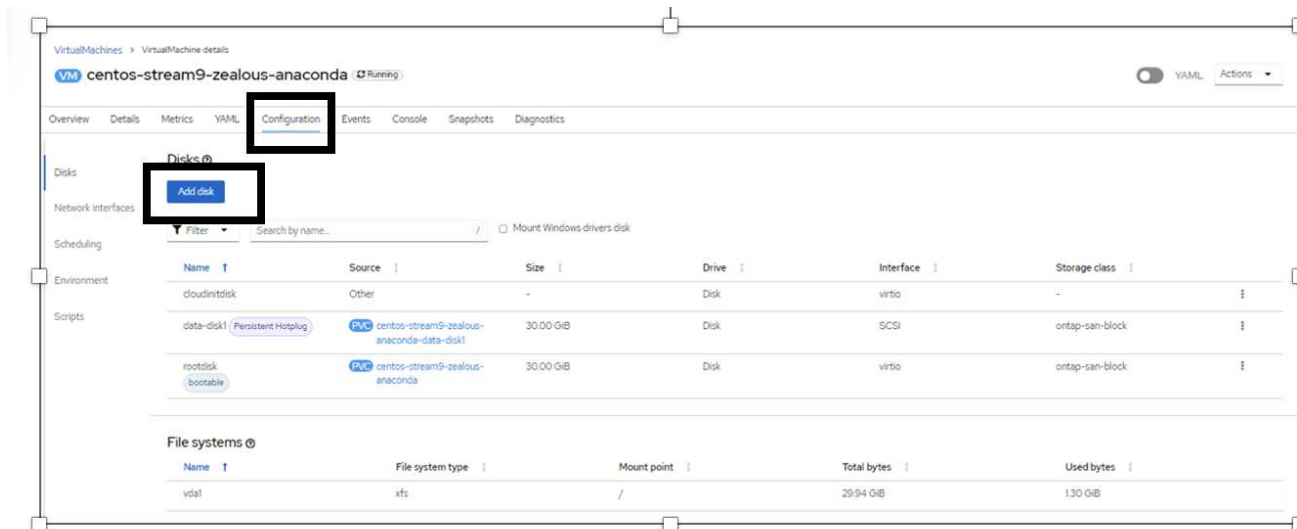 VirtualMachines > VirtualMachine details
VM centos-stream9-zealous-anaconda Running
YAML Actions
Overview Details Metrics YAML Configuration Events Console Snapshots Diagnostics
Disks
Network interfaces
Scheduling
Environment
Scripts
Disks
Add disk
Filter Search by name... / Mount Windows drivers disk
Name Source Size Drive Interface Storage class
cloudinitdisk Other - Disk virtio -
data-disk1 Persistent Hotplug PVC centos-stream9-zealous- 30.00 GiB Disk SCSI ontap-san-block
anaconda-data-disk1
rootdisk PVC centos-stream9-zealous- 30.00 GiB Disk virtio ontap-san-block
bootable anaconda
File systems
Name File system type Mount point Total bytes Used bytes
vda1 xfs / 29.94 GiB 1.30 GiB